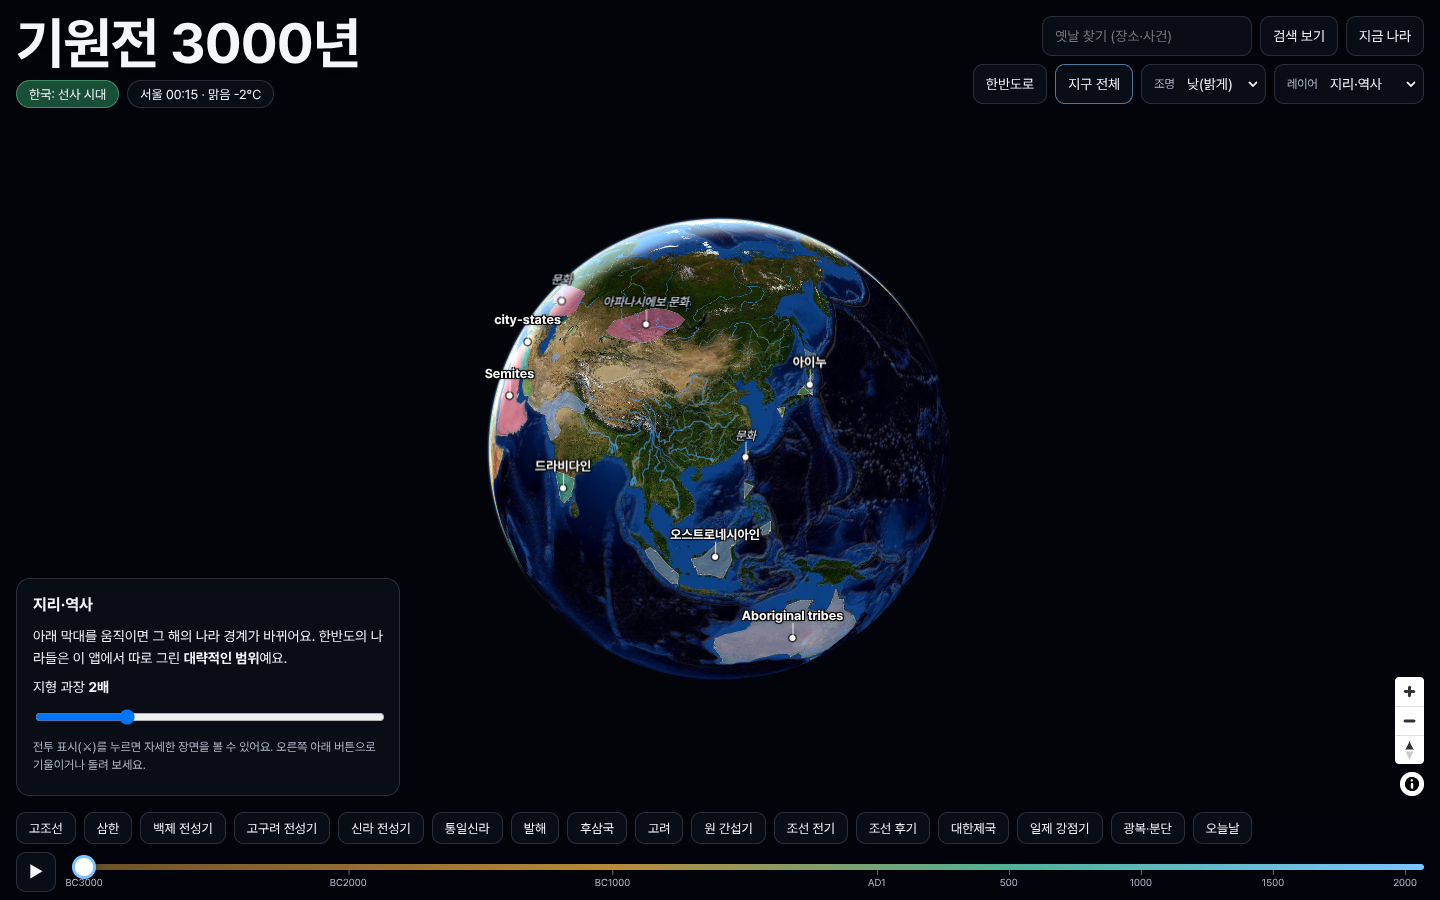 기원전 3000년
한국: 선사 시대
서울 00:15 · 맑음 -2°C
옛날 찾기 (장소·사건)
검색 보기
지금 나라
한반도로
지구 전체
조명 낮(밝게)
레이어 지리·역사
문화
아파나시에보 문화
city-states
아이누
Semites
문화
드라비다인
오스트로네시아인
Aboriginal tribes
지리·역사
아래 막대를 움직이면 그 해의 나라 경계가 바뀌어요. 한반도의 나
라들은 이 앱에서 따로 그린 대략적인 범위예요.
지형 과장 2배
전투 표시(⚔)를 누르면 자세한 장면을 볼 수 있어요. 오른쪽 아래 버튼으로
기울이거나 돌려 보세요.
고조선
삼한
백제 전성기
고구려 전성기
신라 전성기
통일신라
발해
후삼국
고려
원 간섭기
조선 전기
조선 후기
대한제국
일제 강점기
광복·분단
오늘날
BC3000
BC2000
BC1000
AD1
500
1000
1500
2000